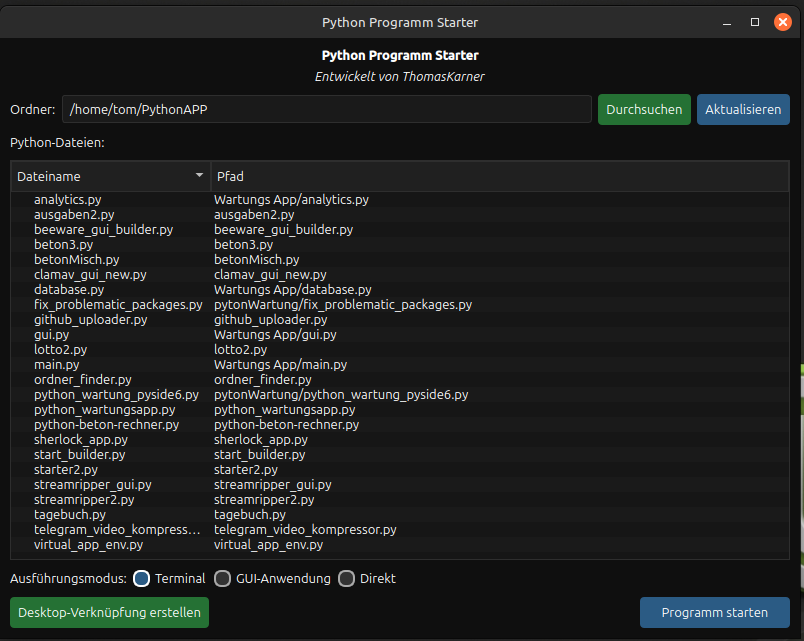 Python Programm Starter
Python Programm Starter
Entwickelt von ThomasKarner
Ordner: /home/tom/PythonAPP Durchsuchen Aktualisieren
Python-Dateien:
Dateiname Pfad
analytics.py Wartungs App/analytics.py
ausgaben2.py ausgaben2.py
beeware_gui_builder.py beeware_gui_builder.py
beton3.py beton3.py
betonMisch.py betonMisch.py
clamav_gui_new.py clamav_gui_new.py
database.py Wartungs App/database.py
fix_problematic_packages.py pytonWartung/fix_problematic_packages.py
github_uploader.py github_uploader.py
gui.py Wartungs App/gui.py
lotto2.py lotto2.py
main.py Wartungs App/main.py
ordner_finder.py ordner_finder.py
python_wartung_pyside6.py pytonWartung/python_wartung_pyside6.py
python_wartungsapp.py python_wartungsapp.py
python-beton-rechner.py python-beton-rechner.py
sherlock_app.py sherlock_app.py
start_builder.py start_builder.py
starter2.py starter2.py
streamripper_gui.py streamripper_gui.py
streamripper2.py streamripper2.py
tagebuch.py tagebuch.py
telegram_video_kompress... telegram_video_kompressor.py
virtual_app_env.py virtual_app_env.py
Ausführungsmodus: Terminal GUI-Anwendung Direkt
Desktop-Verknüpfung erstellen Programm starten